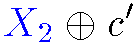 X₂ ⊕ c′